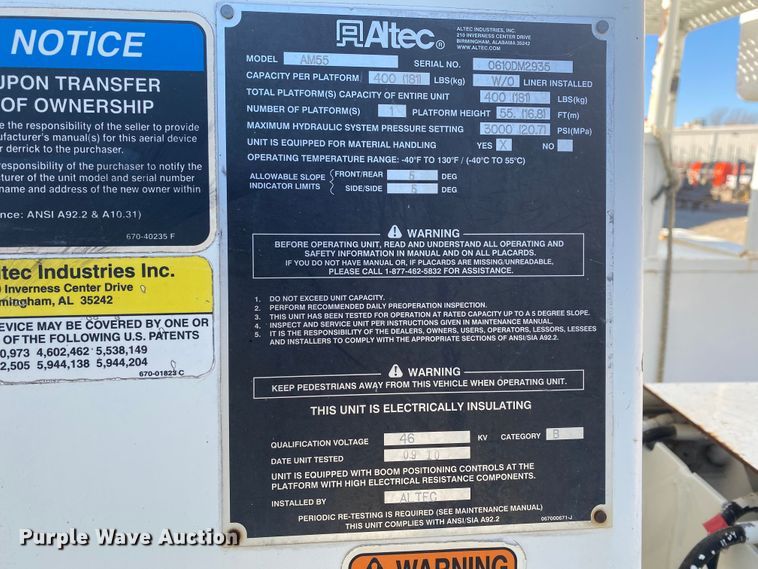 NOTICE
UPON TRANSFER
OF OWNERSHIP
e the responsibility of the seller to provide
ufacturer's manual(s) for this aerial device
r derrick to the purchaser.
responsibility of the purchaser to notify the
cturer of the unit model and serial number
name and address of the new owner within
nce: ANSI A92.2 & A10.31)
670-40235 F
ltec Industries Inc.
0 Inverness Center Drive
mingham, AL 35242
DEVICE MAY BE COVERED BY ONE OR
OF THE FOLLOWING U.S. PATENTS
0,973 4,602,462 5,538,149
2,505 5,944,138 5,944,204
670-01823 C
Altec®
ALTEC INDUSTRIES, INC.
210 INVERNESS CENTER DRIVE
BIRMINGHAM, ALABAMA 35242
WWW.ALTEC.COM
MODEL AM55 SERIAL NO. 0610DM2935
CAPACITY PER PLATFORM 400 (181) LBS(kg) W/O LINER INSTALLED
TOTAL PLATFORM(S) CAPACITY OF ENTIRE UNIT 400 (181) LBS(kg)
NUMBER OF PLATFORM(S) 1 PLATFORM HEIGHT 55. (16.8) FT(m)
MAXIMUM HYDRAULIC SYSTEM PRESSURE SETTING 3000 (20.7) PSI(MPa)
UNIT IS EQUIPPED FOR MATERIAL HANDLING YES X NO
OPERATING TEMPERATURE RANGE: -40°F TO 130°F / (-40°C TO 55°C)
ALLOWABLE SLOPE FRONT/REAR 5 DEG
INDICATOR LIMITS SIDE/SIDE 5 DEG
WARNING
BEFORE OPERATING UNIT, READ AND UNDERSTAND ALL OPERATING AND
SAFETY INFORMATION IN MANUAL AND ON ALL PLACARDS.
IF YOU DO NOT HAVE MANUAL OR, IF PLACARDS ARE MISSING/UNREADABLE,
PLEASE CALL 1-877-462-5832 FOR ASSISTANCE.
1. DO NOT EXCEED UNIT CAPACITY.
2. PERFORM RECOMMENDED DAILY PREOPERATION INSPECTION.
3. THIS UNIT HAS BEEN TESTED FOR OPERATION AT RATED CAPACITY UP TO A 5 DEGREE SLOPE.
4. INSPECT AND SERVICE UNIT PER INSTRUCTIONS GIVEN IN MAINTENANCE MANUAL.
5. IT IS THE RESPONSIBILITY OF THE DEALERS, OWNERS, USERS, OPERATORS, LESSORS, LESSEES
AND INSTALLERS TO COMPLY WITH THE APPROPRIATE SECTIONS OF ANSI/SIA A92.2.
WARNING
KEEP PEDESTRIANS AWAY FROM THIS VEHICLE WHEN OPERATING UNIT.
THIS UNIT IS ELECTRICALLY INSULATING
QUALIFICATION VOLTAGE 46 KV CATEGORY B
DATE UNIT TESTED 09 10
UNIT IS EQUIPPED WITH BOOM POSITIONING CONTROLS AT THE
PLATFORM WITH HIGH ELECTRICAL RESISTANCE COMPONENTS.
INSTALLED BY ALTEC
PERIODIC RE-TESTING IS REQUIRED (SEE MAINTENANCE MANUAL)
THIS UNIT COMPLIES WITH ANSI/SIA A92.2
067000671-J
WARNING
Purple Wave Auction